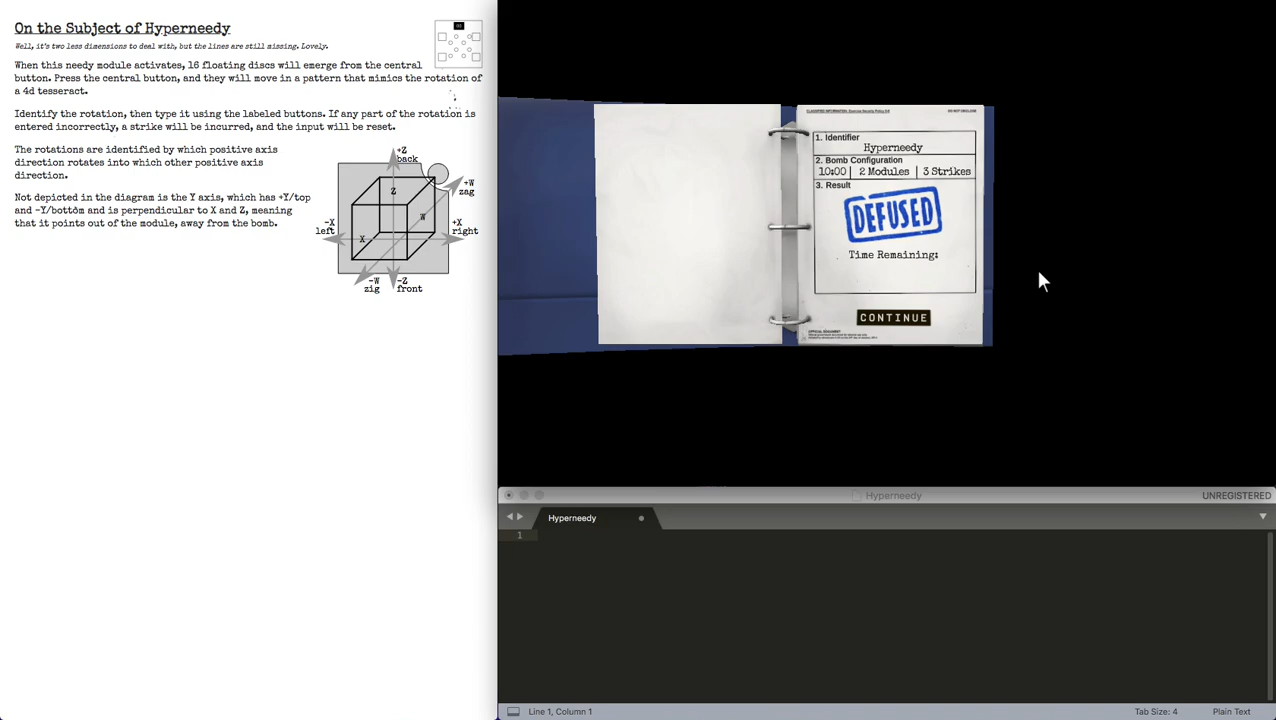 On the Subject of Hyperneedy
Well, it's two less dimensions to deal with, but the lines are still missing. Lovely.
When this needy module activates, 16 floating discs will emerge from the central
button. Press the central button, and they will move in a pattern that mimics the rotation of
a 4d tesseract.
Identify the rotation, then type it using the labeled buttons. If any part of the rotation is
entered incorrectly, a strike will be incurred, and the input will be reset.
The rotations are identified by which positive axis
direction rotates into which other positive axis
direction.
Not depicted in the diagram is the Y axis, which has +Y/top
and -Y/bottom and is perpendicular to X and Z, meaning
that it points out of the module, away from the bomb.
+Z
back
+W
zag
Z
W
-X
left
X
+X
right
-W
zig
-Z
front
1. Identifier
Hyperneedy
2. Bomb Configuration
10:00 2 Modules 3 Strikes
3. Result
DEFUSED
Time Remaining:
CONTINUE
Hyperneedy
UNREGISTERED
Hyperneedy
1
Line 1, Column 1
Tab Size: 4
Plain Text